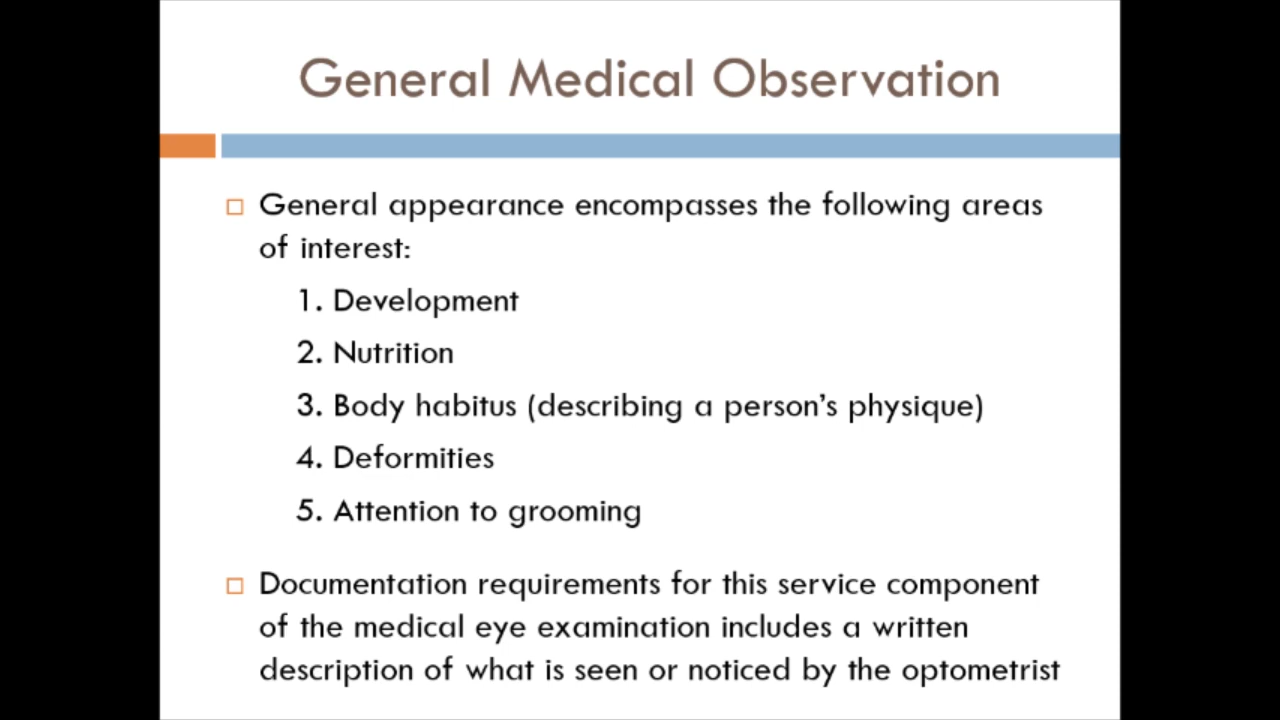 General Medical Observation
General appearance encompasses the following areas
of interest:
1. Development
2. Nutrition
3. Body habitus (describing a person's physique)
4. Deformities
5. Attention to grooming
Documentation requirements for this service component
of the medical eye examination includes a written
description of what is seen or noticed by the optometrist